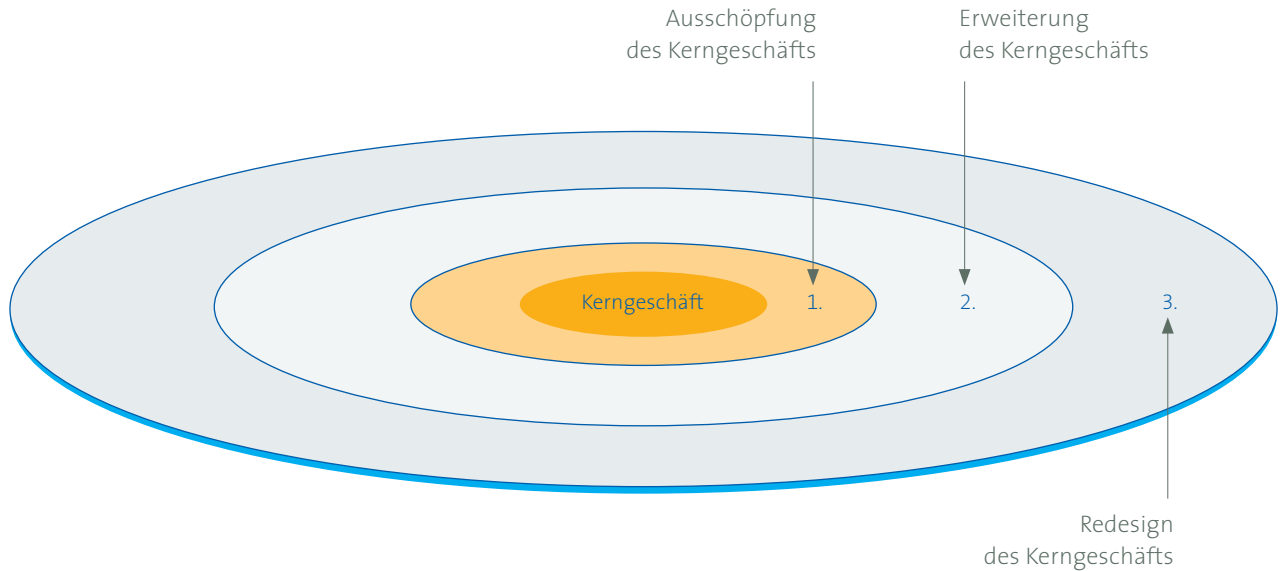 Ausschöpfung
des Kerngeschäfts
Erweiterung
des Kerngeschäfts
Kerngeschäft
1.
2.
3.
Redesign
des Kerngeschäfts